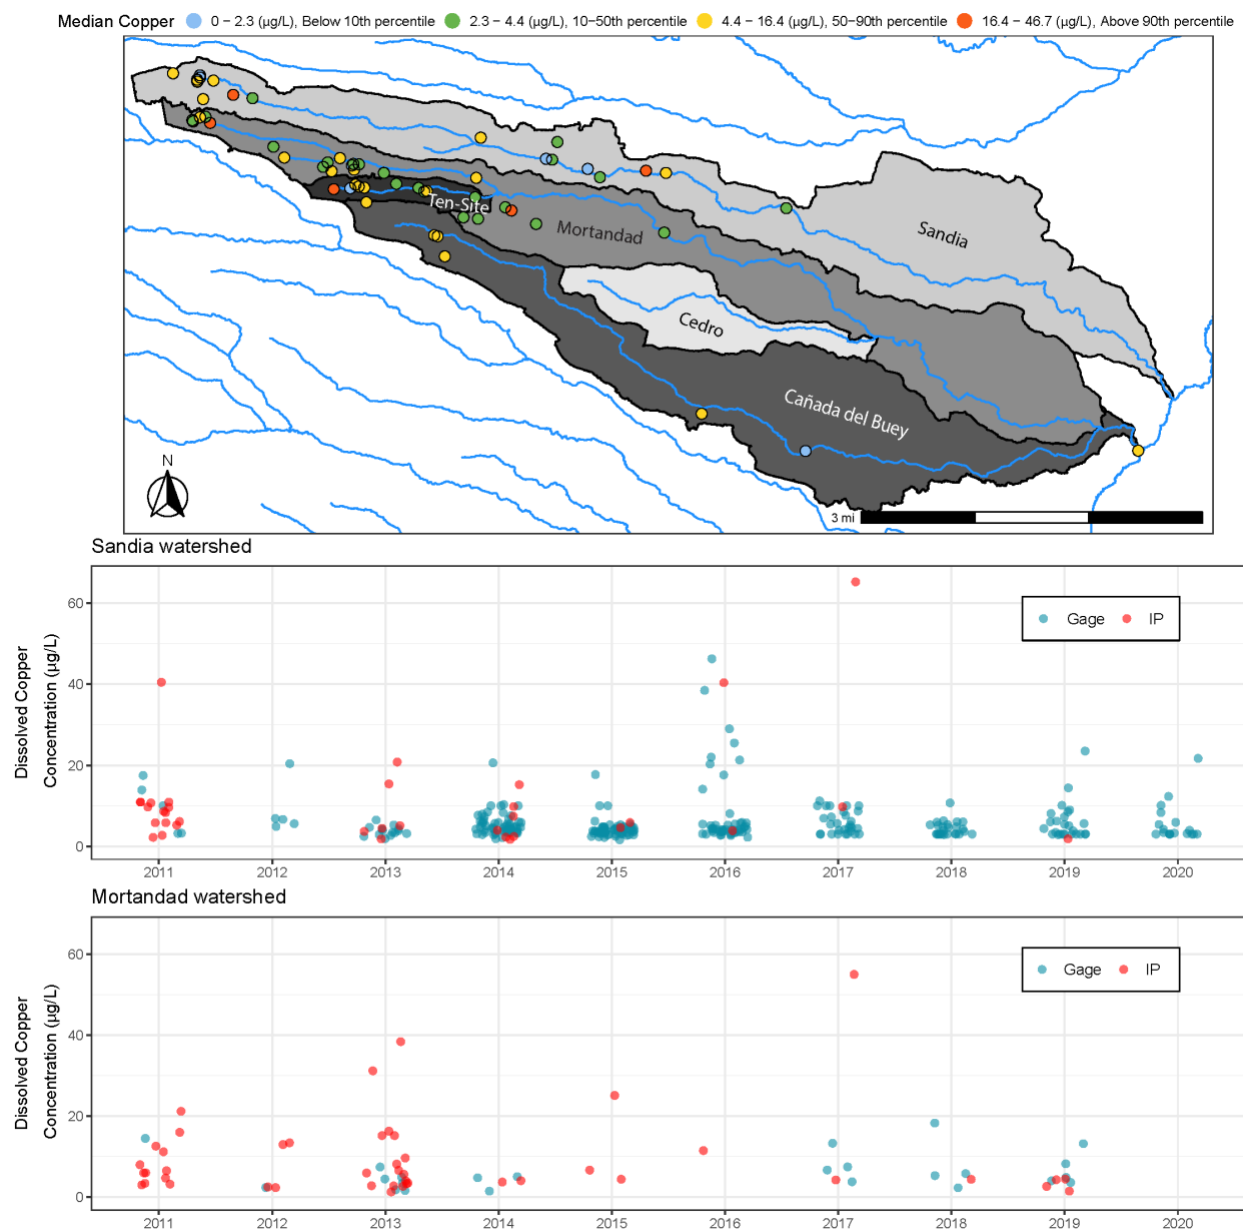 Median Copper 0 – 2.3 (µg/L), Below 10th percentile 2.3 – 4.4 (µg/L), 10–50th percentile 4.4 – 16.4 (µg/L), 50–90th percentile 16.4 – 46.7 (µg/L), Above 90th percentile
Ten-Site
Mortandad
Sandia
Cedro
Cañada del Buey
N
3 mi
Sandia watershed
Dissolved Copper
Concentration (µg/L)
60
40
20
0
Gage IP
2011 2012 2013 2014 2015 2016 2017 2018 2019 2020
Mortandad watershed
Dissolved Copper
Concentration (µg/L)
60
40
20
0
Gage IP
2011 2012 2013 2014 2015 2016 2017 2018 2019 2020